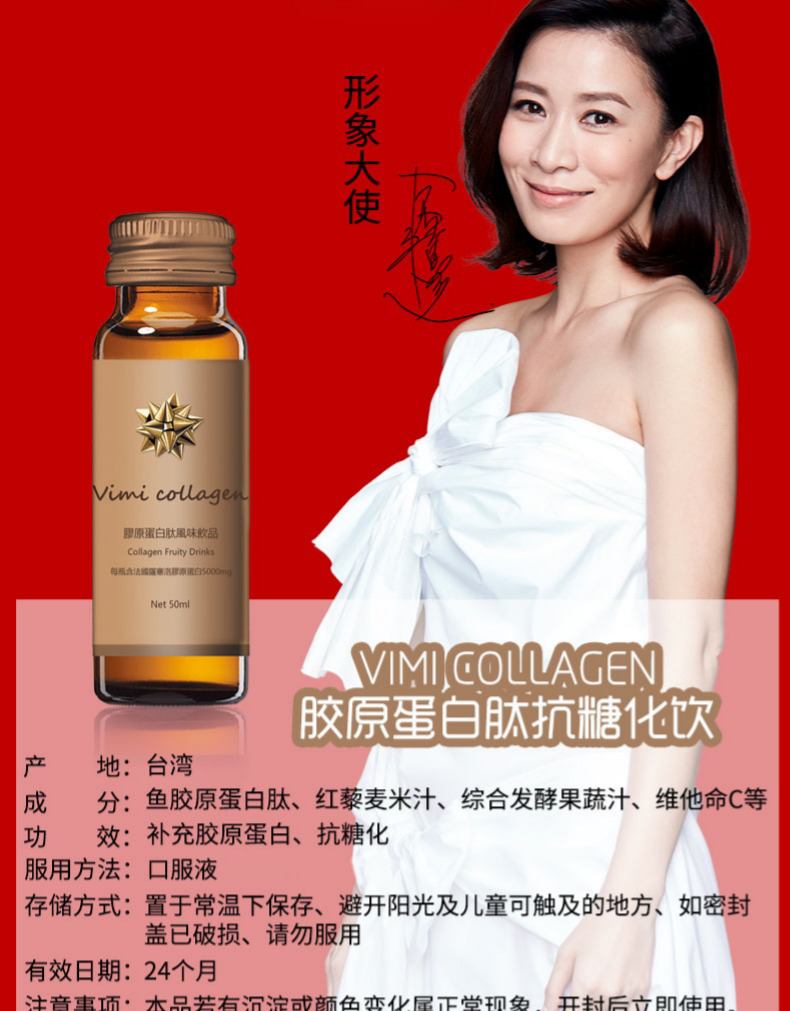 形象大使
Vimi collagen
膠原蛋白肽風味飲品
Collagen Fruity Drinks
每瓶含法國羅賽洛膠原蛋白5000mg
Net 50ml
VIMI COLLAGEN
胶原蛋白肽抗糖化饮
产 地：台湾
成 分：鱼胶原蛋白肽、红藜麦米汁、综合发酵果蔬汁、维他命C等
功 效：补充胶原蛋白、抗糖化
服用方法：口服液
存储方式：置于常温下保存、避开阳光及儿童可触及的地方、如密封
盖已破损、请勿服用
有效日期：24个月
注意事项：本品若有沉淀或颜色变化属正常现象，开封后立即使用。